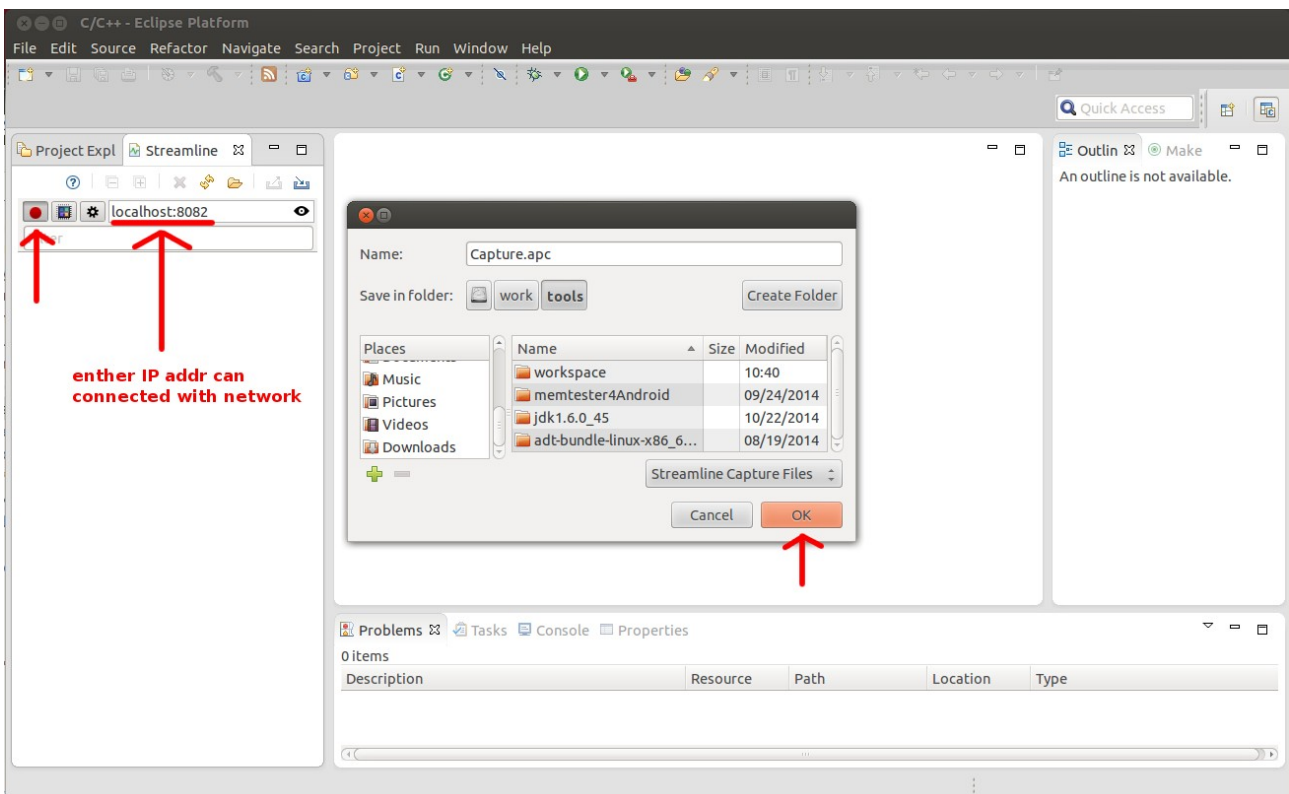 C/C++ - Eclipse Platform
File Edit Source Refactor Navigate Search Project Run Window Help
Quick Access
Project Expl Streamline
Outlin Make
An outline is not available.
localhost:8082
enther IP addr can
connected with network
Name: Capture.apc
Save in folder: work tools Create Folder
Places
Music
Pictures
Videos
Downloads
Name Size Modified
workspace 10:40
memtester4Android 09/24/2014
jdk1.6.0_45 10/22/2014
adt-bundle-linux-x86_6... 08/19/2014
Streamline Capture Files
Cancel OK
Problems Tasks Console Properties
0 items
Description Resource Path Location Type